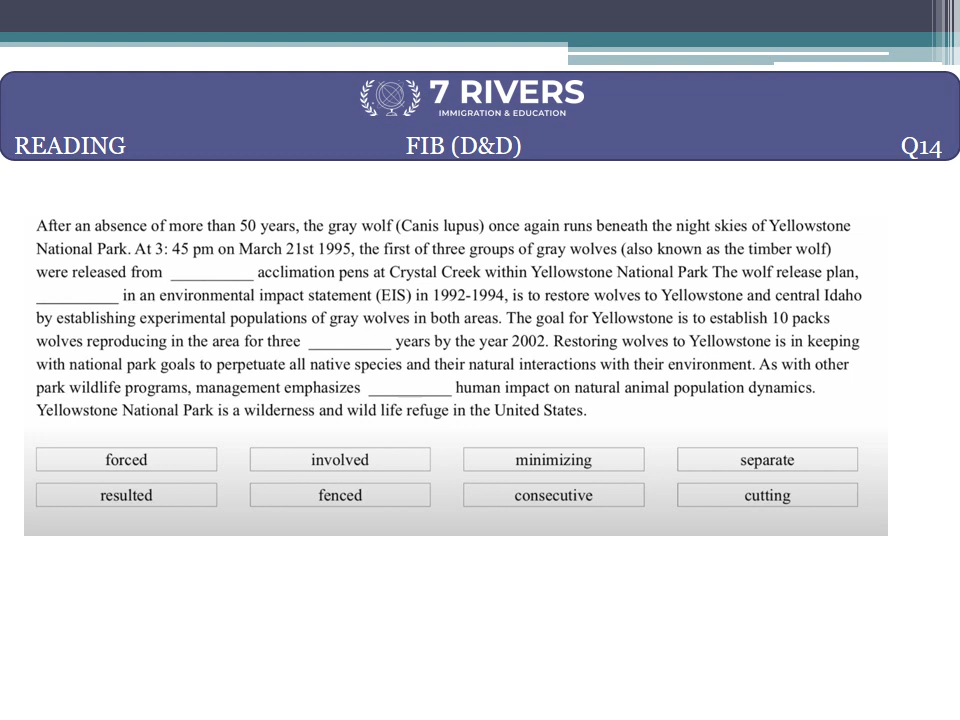 7 RIVERS
IMMIGRATION & EDUCATION
READING FIB (D&D) Q14
After an absence of more than 50 years, the gray wolf (Canis lupus) once again runs beneath the night skies of Yellowstone
National Park. At 3: 45 pm on March 21st 1995, the first of three groups of gray wolves (also known as the timber wolf)
were released from __________ acclimation pens at Crystal Creek within Yellowstone National Park The wolf release plan,
__________ in an environmental impact statement (EIS) in 1992-1994, is to restore wolves to Yellowstone and central Idaho
by establishing experimental populations of gray wolves in both areas. The goal for Yellowstone is to establish 10 packs
wolves reproducing in the area for three __________ years by the year 2002. Restoring wolves to Yellowstone is in keeping
with national park goals to perpetuate all native species and their natural interactions with their environment. As with other
park wildlife programs, management emphasizes __________ human impact on natural animal population dynamics.
Yellowstone National Park is a wilderness and wild life refuge in the United States.
forced involved minimizing separate
resulted fenced consecutive cutting